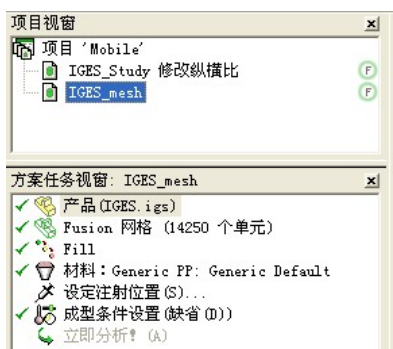 项目视窗
项目 'Mobile'
IGES_Study 修改纵横比
F
IGES_mesh
F
方案任务视窗: IGES_mesh
产品(IGES.igs)
Fusion 网格 (14250 个单元)
Fill
材料:Generic PP: Generic Default
设定注射位置(S)...
成型条件设置(缺省(D))
立即分析!(A)